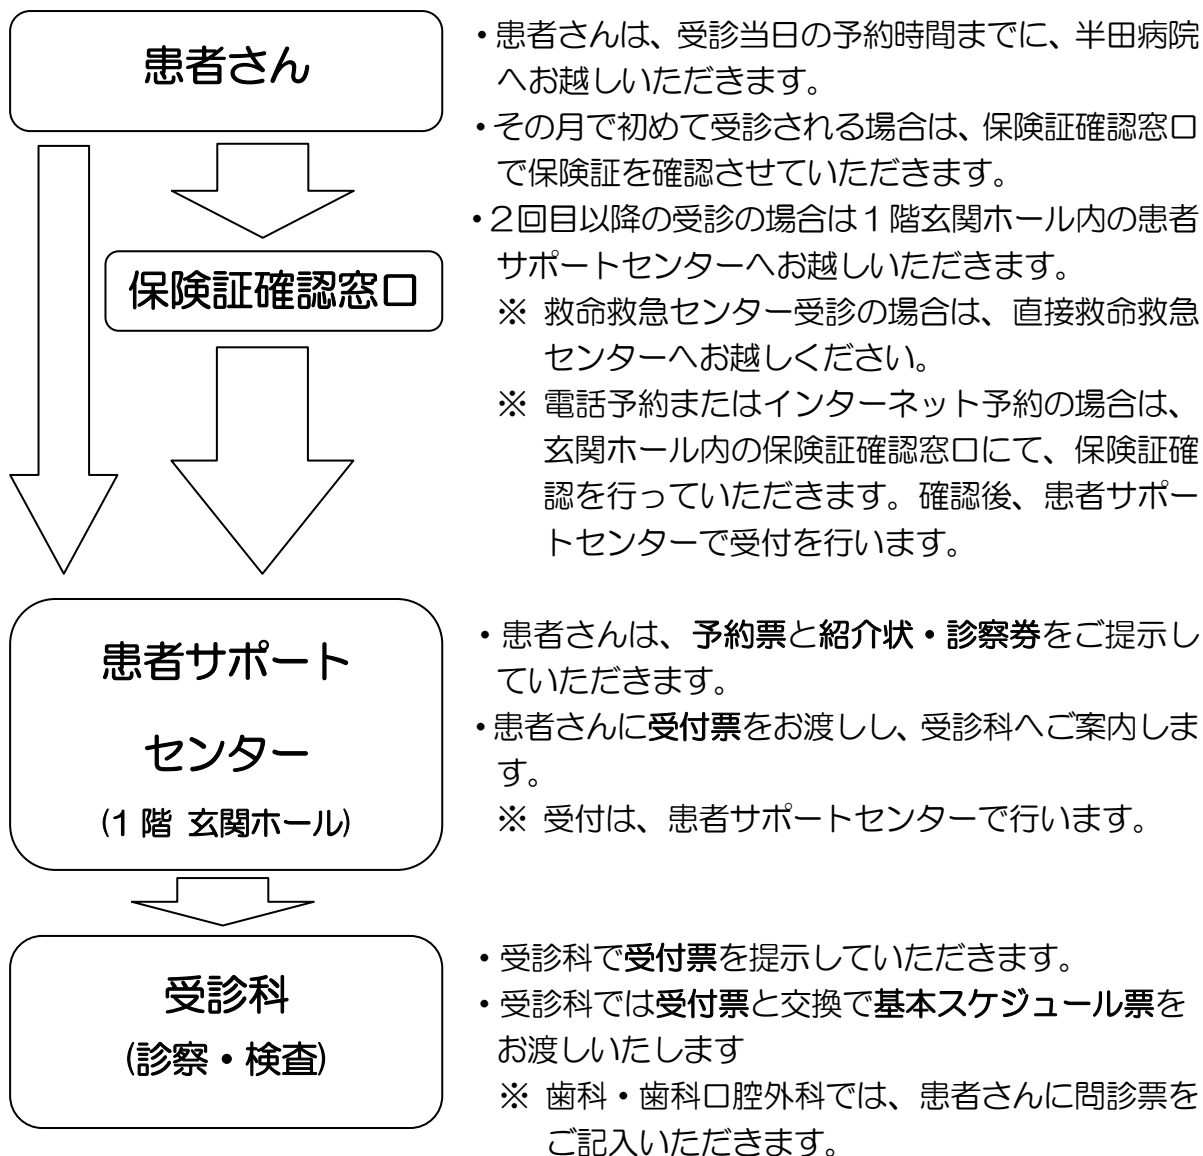 患者さん
・患者さんは、受診当日の予約時間までに、半田病院
へお越しいただきます。
・その月で初めて受診される場合は、保険証確認窓口
で保険証を確認させていただきます。
・２回目以降の受診の場合は１階玄関ホール内の患者
サポートセンターへお越しいただきます。
※ 救命救急センター受診の場合は、直接救命救急
センターへお越しください。
※ 電話予約またはインターネット予約の場合は、
玄関ホール内の保険証確認窓口にて、保険証確
認を行っていただきます。確認後、患者サポー
トセンターで受付を行います。
保険証確認窓口
患者サポート
センター
(1 階 玄関ホール)
・患者さんは、予約票と紹介状・診察券をご提示し
ていただきます。
・患者さんに受付票をお渡しし、受診科へご案内しま
す。
※ 受付は、患者サポートセンターで行います。
受診科
(診察・検査)
・受診科で受付票を提示していただきます。
・受診科では受付票と交換で基本スケジュール票を
お渡しいたします
※ 歯科・歯科口腔外科では、患者さんに問診票を
ご記入いただきます。